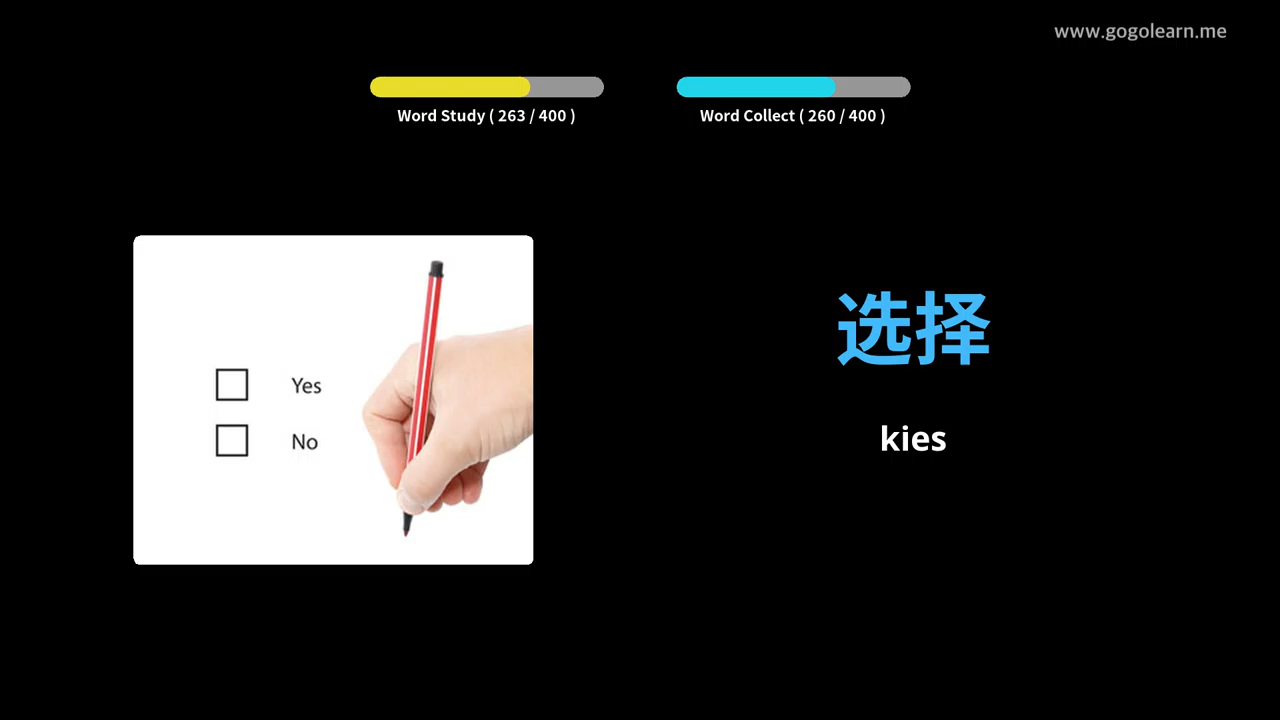 www.gogolearn.me
Word Study ( 263 / 400 )
Word Collect ( 260 / 400 )
Yes
No
选择
kies